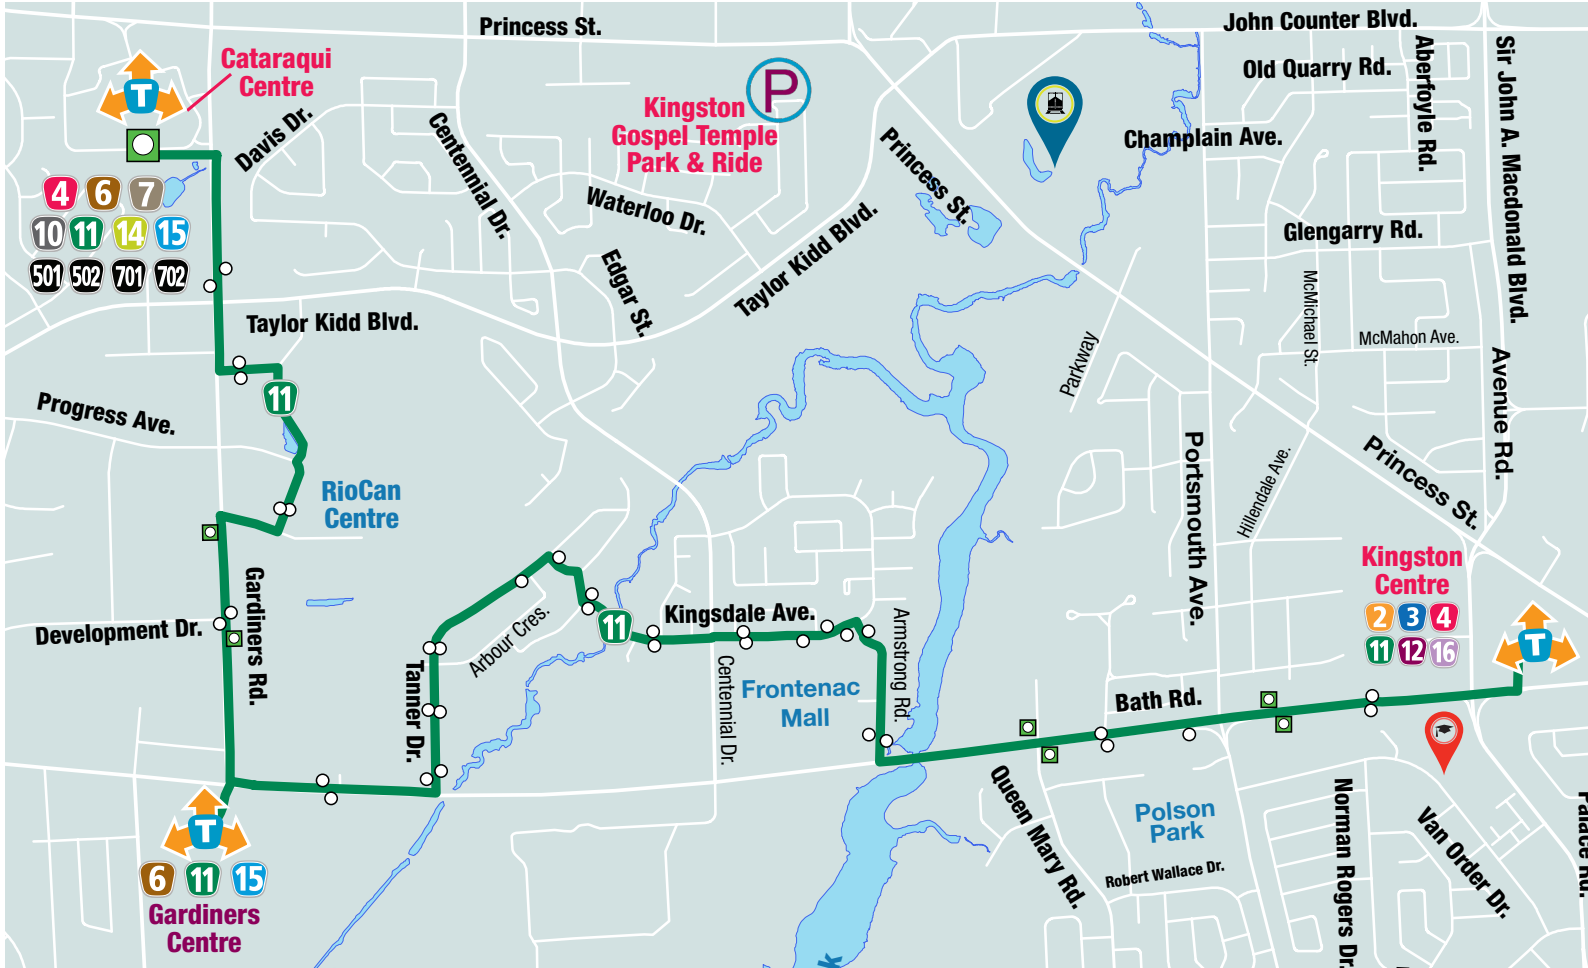 Princess St.
John Counter Blvd.
Cataraqui
Centre
T
Old Quarry Rd.
Aberfoyle Rd.
Sir John A. Macdonald Blvd.
P
Kingston
Gospel Temple
Park & Ride
Davis Dr.
Centennial Dr.
Princess St.
Champlain Ave.
4 6 7
10 11 14 15
501 502 701 702
Waterloo Dr.
Glengarry Rd.
Edgar St.
Taylor Kidd Blvd.
Taylor Kidd Blvd.
McMichael St.
McMahon Ave.
Parkway
Avenue Rd.
11
Progress Ave.
RioCan
Centre
Portsmouth Ave.
Hillendale Ave.
Princess St.
Kingston
Centre
2 3 4
11 12 16
T
Gardiners Rd.
Development Dr.
Arbour Cres.
11
Kingsdale Ave.
Armstrong Rd.
Tanner Dr.
Centennial Dr.
Frontenac
Mall
Bath Rd.
T
6 11 15
Gardiners
Centre
Queen Mary Rd.
Polson
Park
Robert Wallace Dr.
Norman Rogers Dr.
Van Order Dr.
Palace Rd.
k